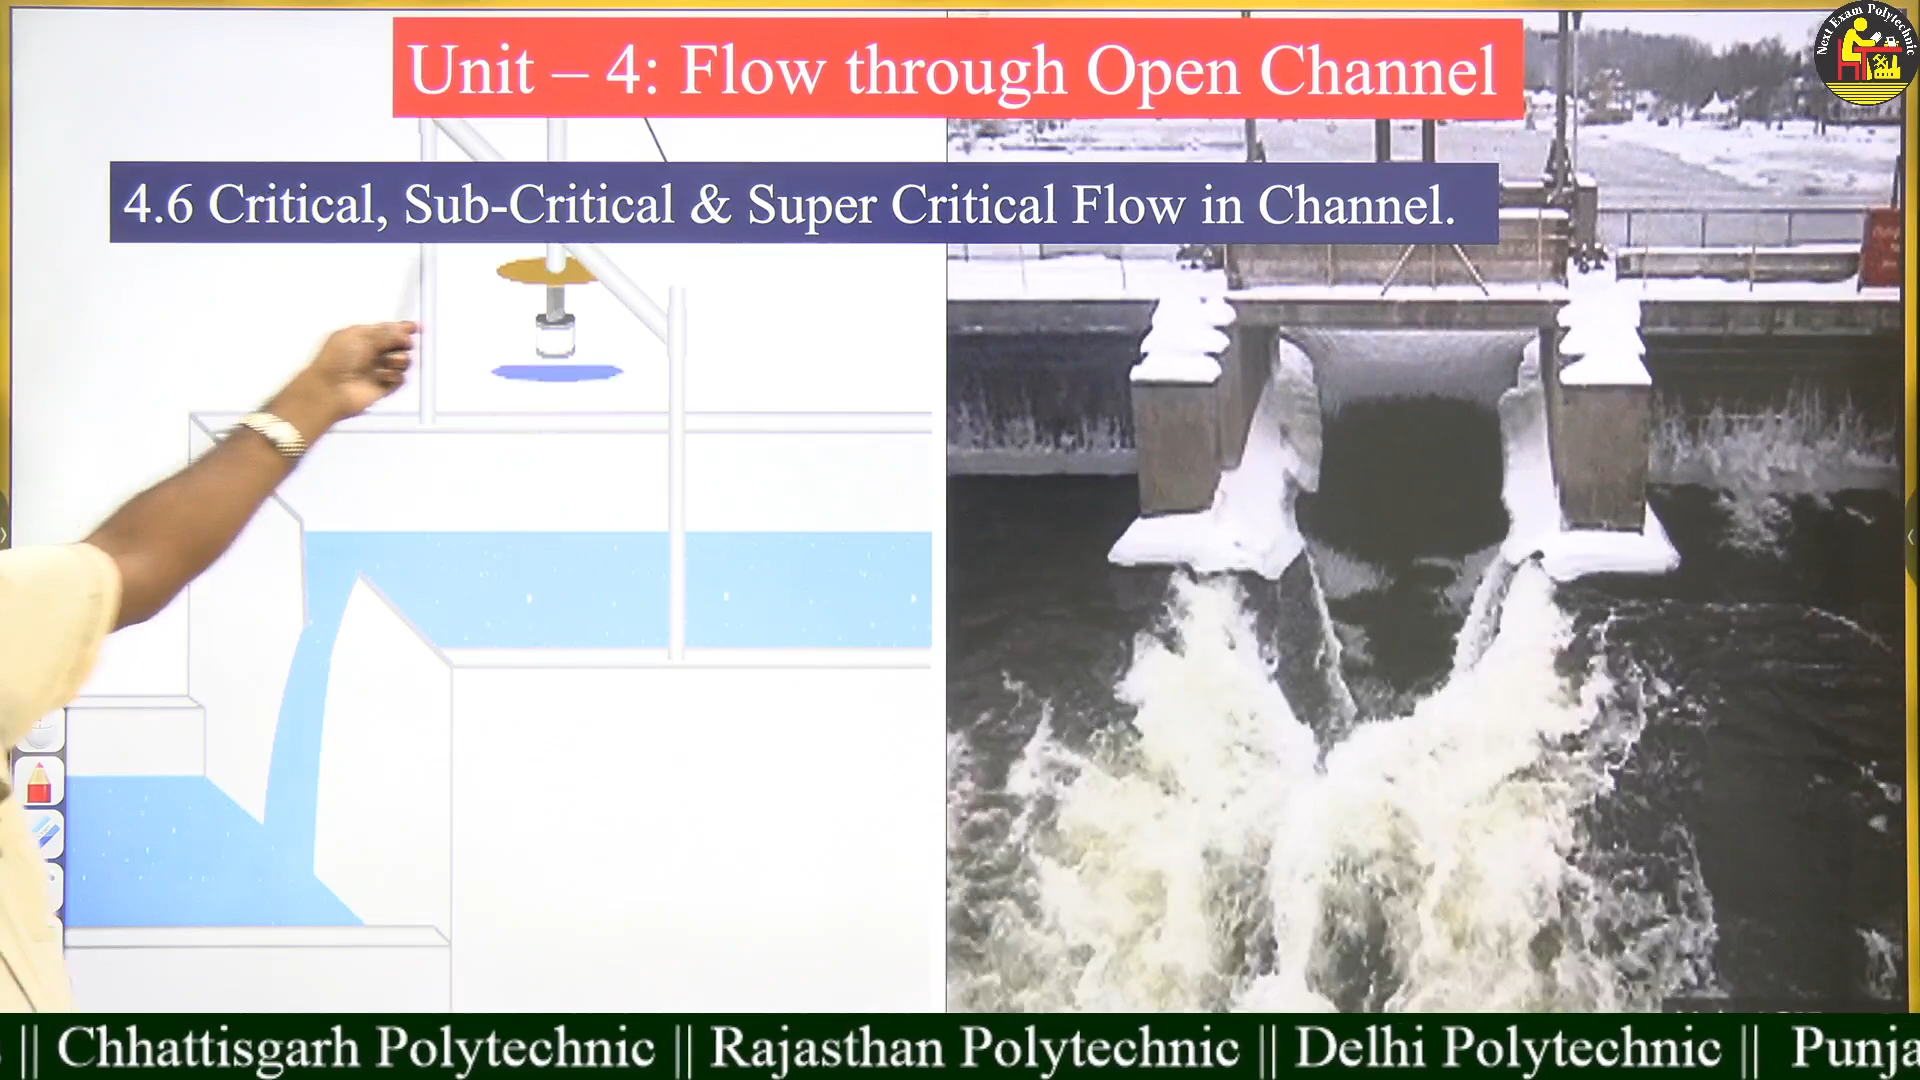 Unit – 4: Flow through Open Channel
Next Exam Polytechnic
4.6 Critical, Sub-Critical & Super Critical Flow in Channel.
|| Chhattisgarh Polytechnic || Rajasthan Polytechnic || Delhi Polytechnic || Punja